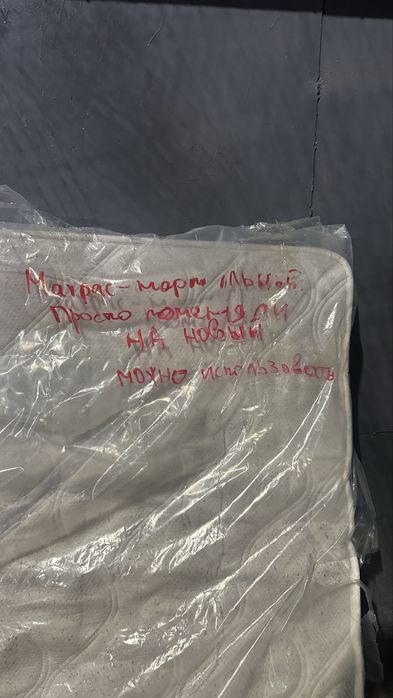 Матрас-нормальный.
Просто поменяли
на новый
можно использовать